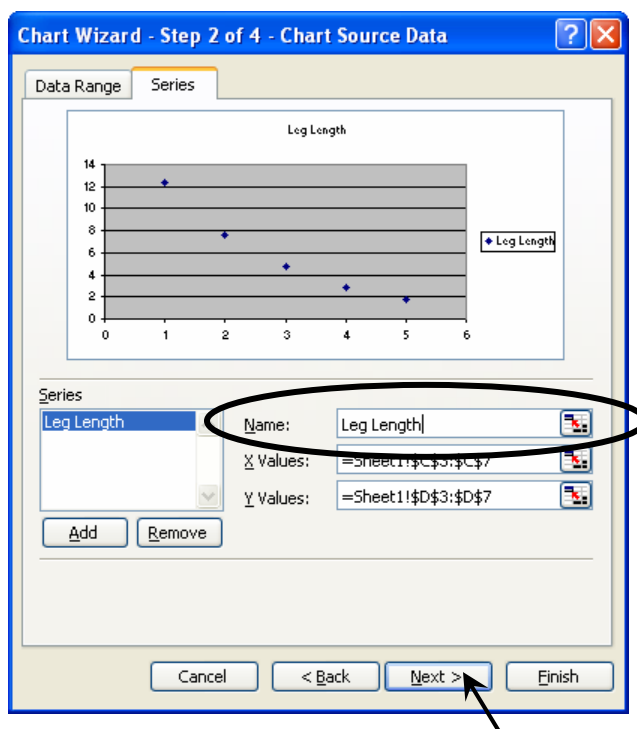 Chart Wizard - Step 2 of 4 - Chart Source Data
Data Range Series
Leg Length
14
12
10
8
6
4
2
0
0 1 2 3 4 5 6
Leg Length
Series
Leg Length
Name: Leg Length
X Values: =Sheet1!$C$3:$C$7
Y Values: =Sheet1!$D$3:$D$7
Add Remove
Cancel < Back Next > Finish